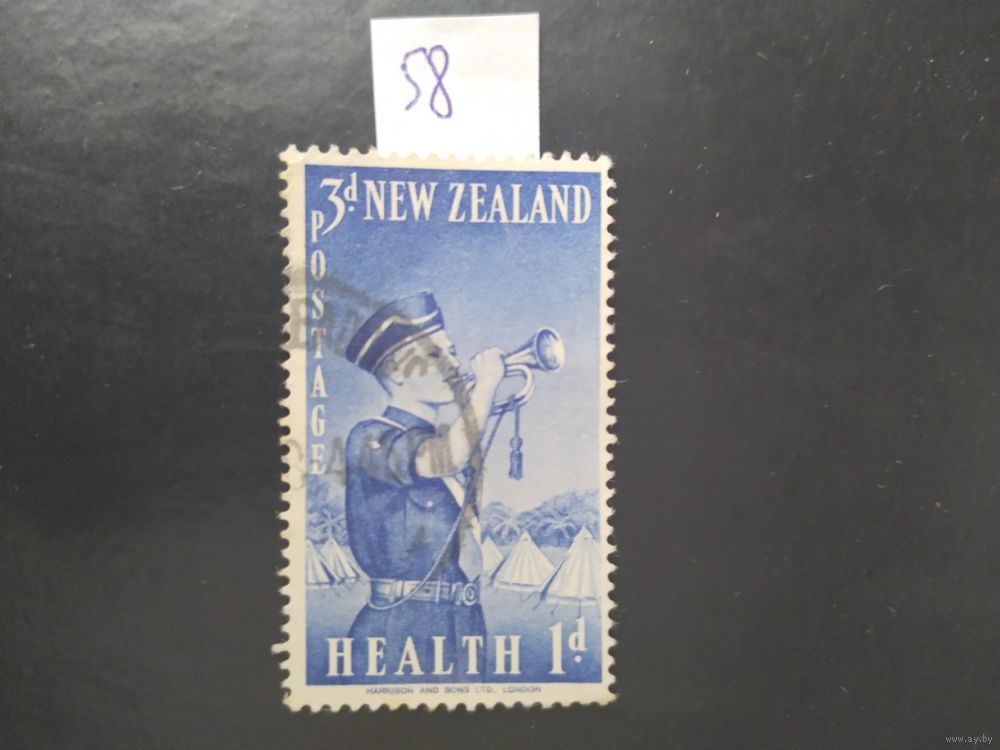 58
3d. NEW ZEALAND
POSTAGE
HEALTH 1d.
HARRISON AND SONS LTD., LONDON
www.ay.by